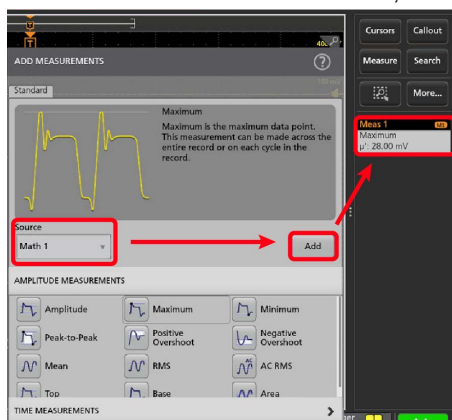 T
ADD MEASUREMENTS
?
Standard
Maximum
Maximum is the maximum data point.
This measurement can be made across the
entire record or on each cycle in the
record.
Source
Math 1
Add
AMPLITUDE MEASUREMENTS
Amplitude
Maximum
Minimum
Peak-to-Peak
Positive
Overshoot
Negative
Overshoot
Mean
RMS
AC
AC RMS
Top
Base
Area
TIME MEASUREMENTS
Cursors
Callout
Measure
Search
More...
Meas 1
M1
Maximum
µ': 28.00 mV